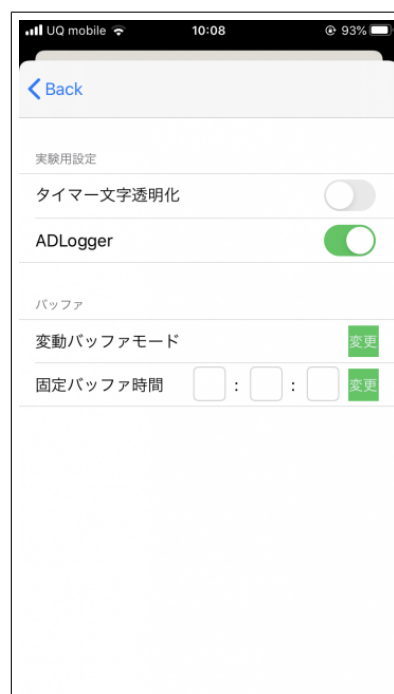 UQ mobile 10:08 93%
Back
実験用設定
タイマー文字透明化
ADLogger
バッファ
変動バッファモード 変更
固定バッファ時間 : : 変更